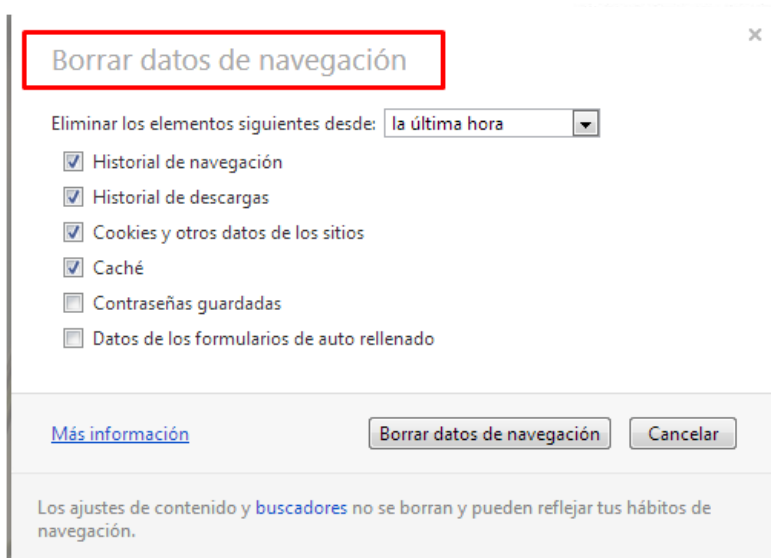 Borrar datos de navegación
Eliminar los elementos siguientes desde: la última hora
Historial de navegación
Historial de descargas
Cookies y otros datos de los sitios
Caché
Contraseñas guardadas
Datos de los formularios de auto rellenado
Más información Borrar datos de navegación Cancelar
Los ajustes de contenido y buscadores no se borran y pueden reflejar tus hábitos de
navegación.